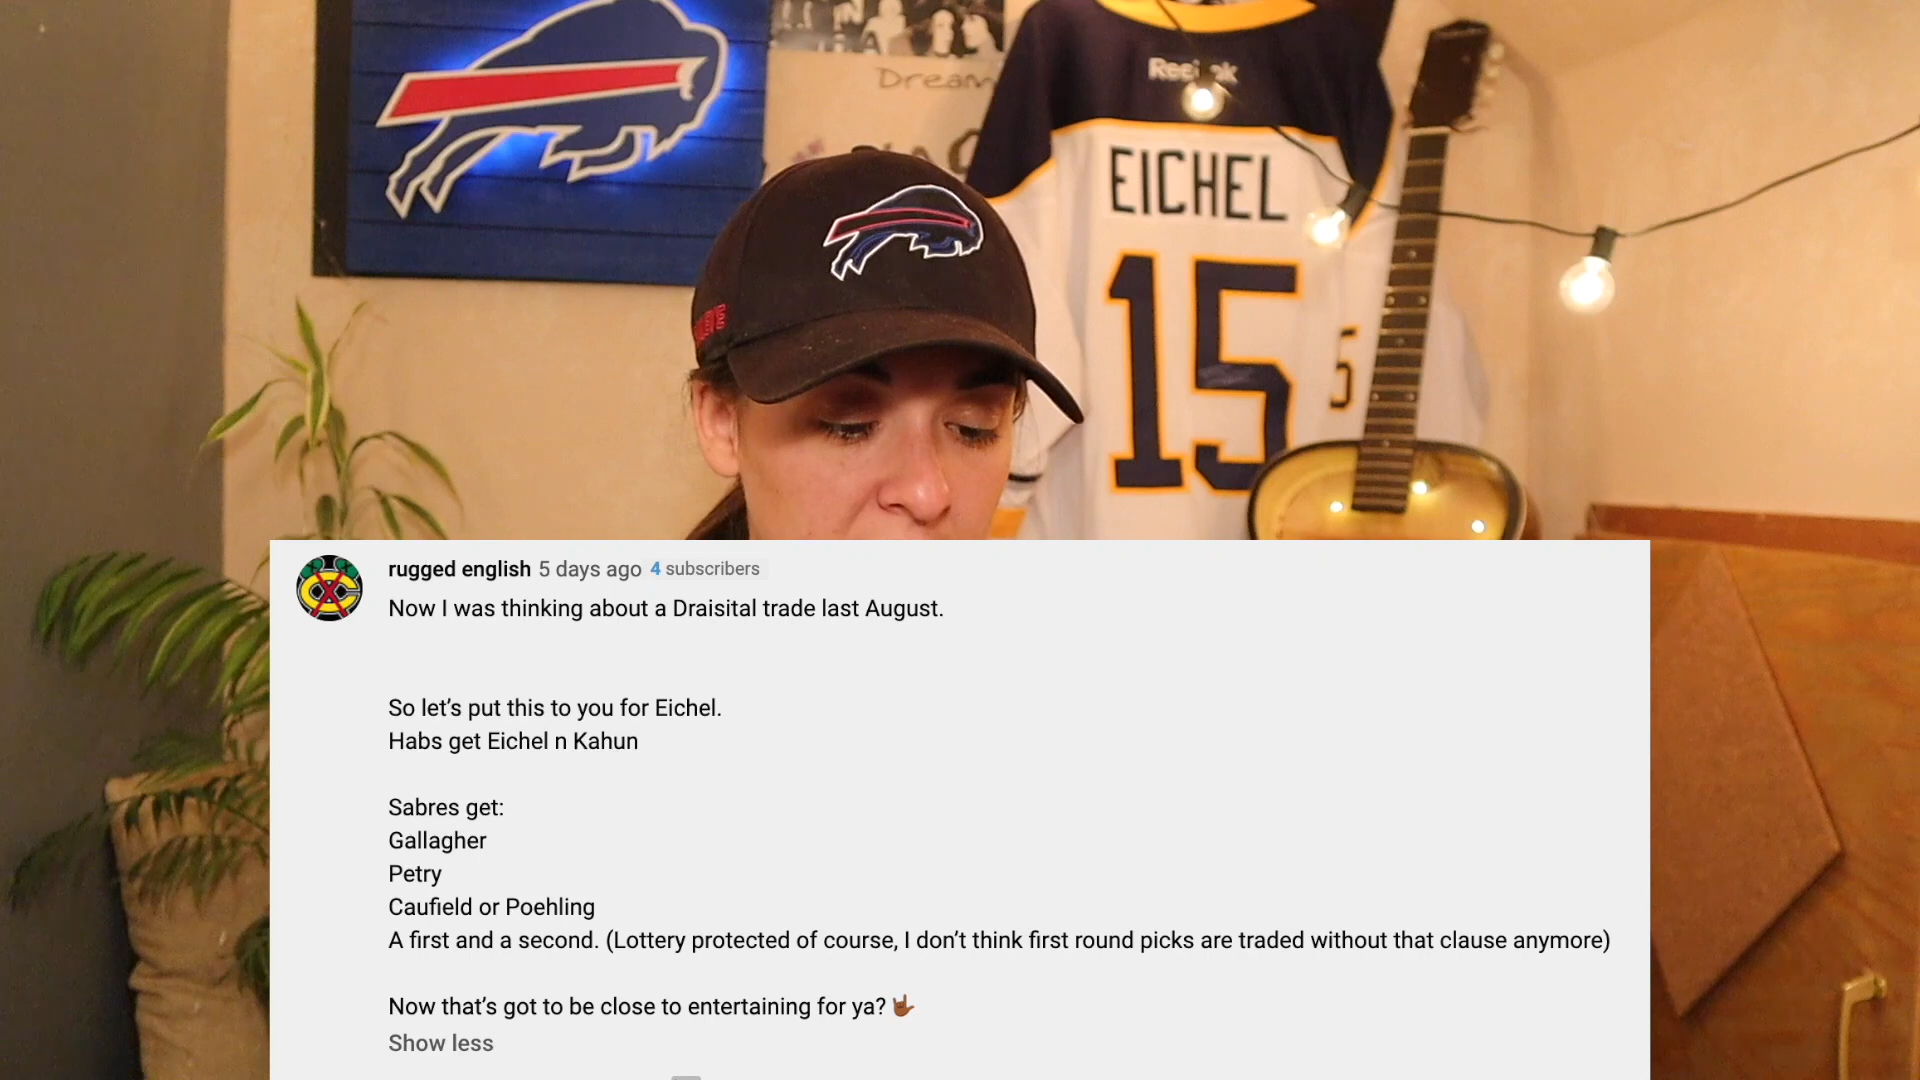 Dream
Reebok
EICHEL
15
5
rugged english 5 days ago 4 subscribers
Now I was thinking about a Draisital trade last August.
So let’s put this to you for Eichel.
Habs get Eichel n Kahun
Sabres get:
Gallagher
Petry
Caufield or Poehling
A first and a second. (Lottery protected of course, I don’t think first round picks are traded without that clause anymore)
Now that’s got to be close to entertaining for ya?🤟🏾
Show less